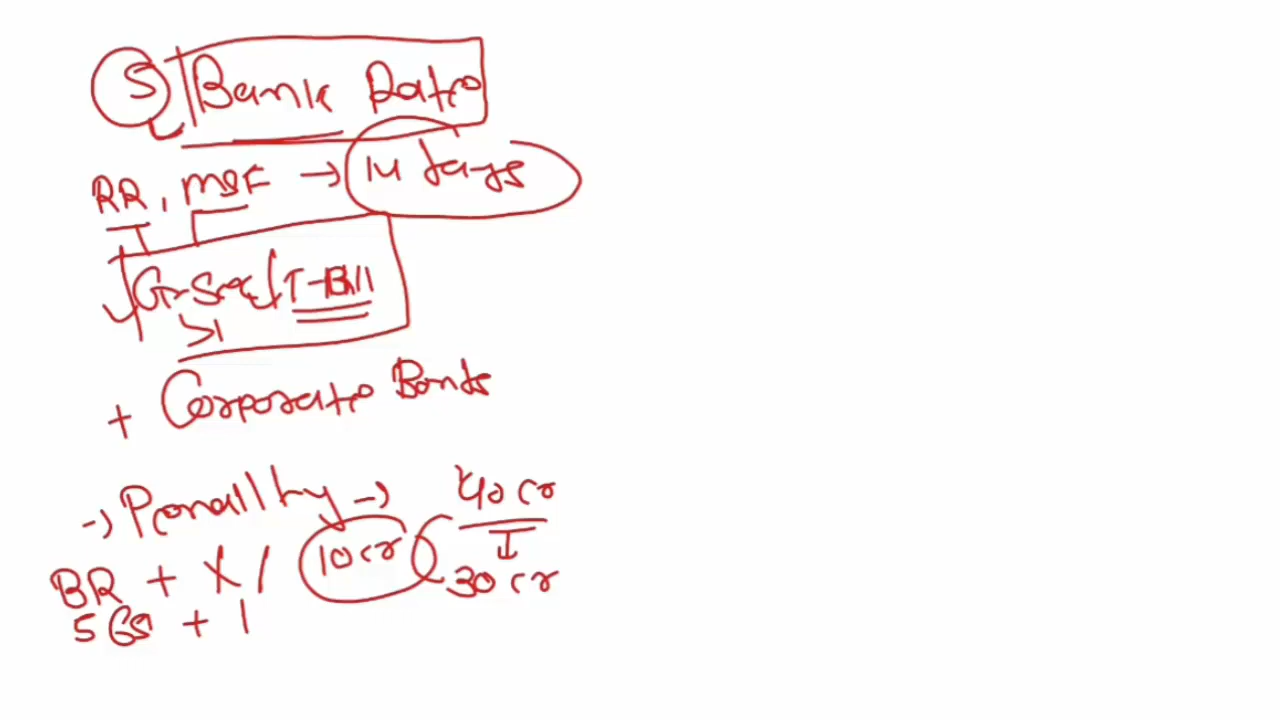 5 Bank Rate
RR, MSF → 14 days
G-Sec/T-Bill
>1
+ Corporate Bonds
→ Penalty → 40 cr
10 cr 30 cr
BR + X /
5 + 1